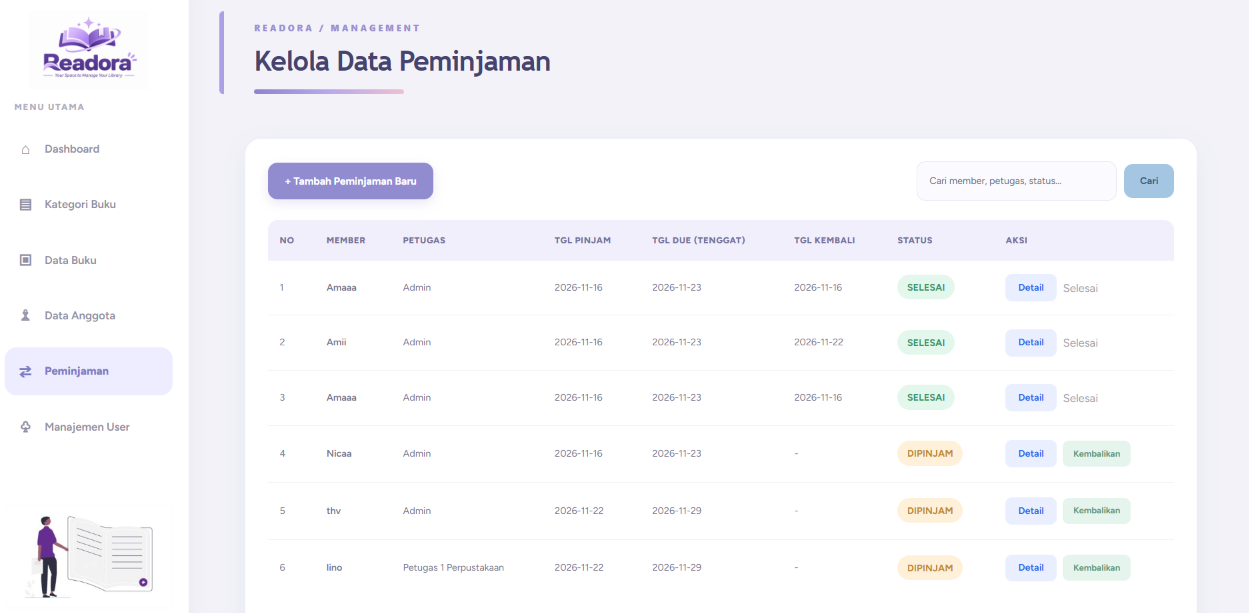 Readora
Your Space to Manage Your Library!
MENU UTAMA
Dashboard
Kategori Buku
Data Buku
Data Anggota
Peminjaman
Manajemen User
READORA / MANAGEMENT
Kelola Data Peminjaman
+ Tambah Peminjaman Baru
Cari member, petugas, status...
Cari
NO MEMBER PETUGAS TGL PINJAM TGL DUE (TENGGAT) TGL KEMBALI STATUS AKSI
1 Amaaa Admin 2026-11-16 2026-11-23 2026-11-16 SELESAI Detail Selesai
2 Amii Admin 2026-11-16 2026-11-23 2026-11-22 SELESAI Detail Selesai
3 Amaaa Admin 2026-11-16 2026-11-23 2026-11-16 SELESAI Detail Selesai
4 Nicaa Admin 2026-11-16 2026-11-23 - DIPINJAM Detail Kembalikan
5 thv Admin 2026-11-22 2026-11-29 - DIPINJAM Detail Kembalikan
6 lino Petugas 1 Perpustakaan 2026-11-22 2026-11-29 - DIPINJAM Detail Kembalikan